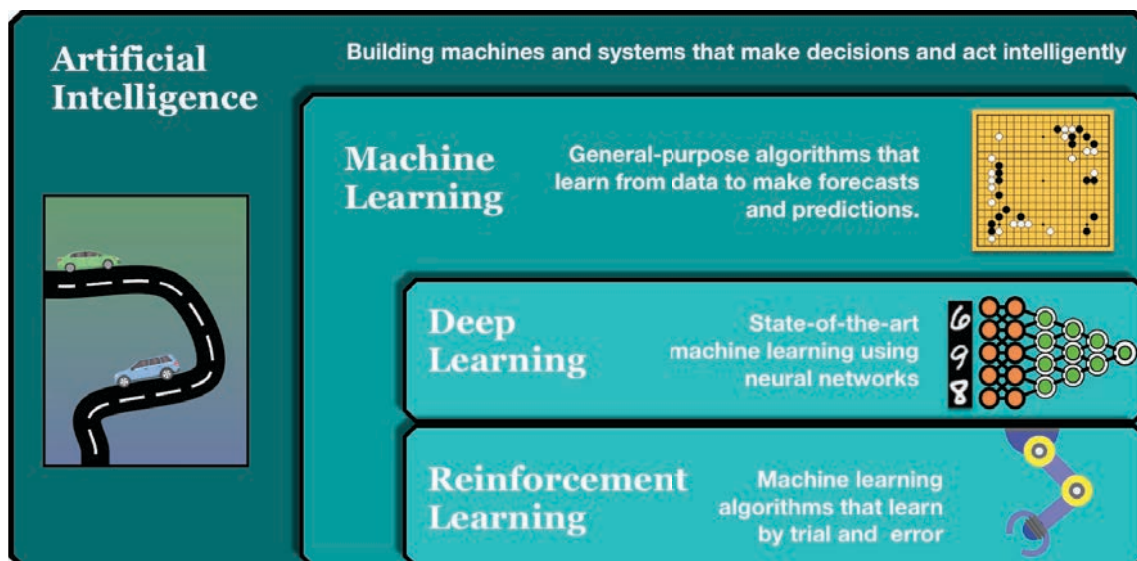 Artificial
Intelligence
Building machines and systems that make decisions and act intelligently
Machine
Learning
General-purpose algorithms that
learn from data to make forecasts
and predictions.
Deep
Learning
State-of-the-art
machine learning using
neural networks
6
9
8
Reinforcement
Learning
Machine learning
algorithms that learn
by trial and error